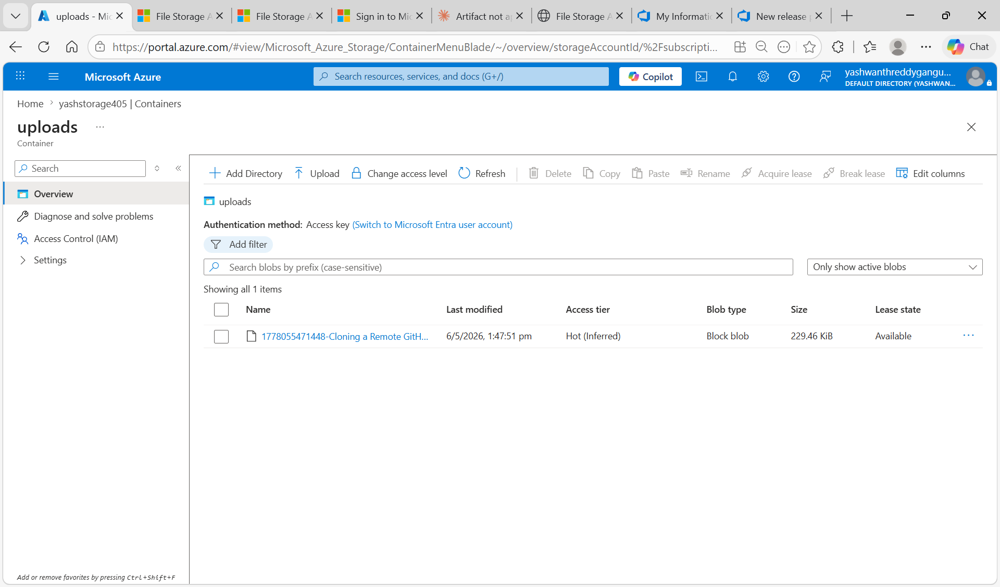 uploads - Mic
File Storage A
File Storage A
Sign in to Mic
Artifact not a
File Storage A
My Informatio
New release
https://portal.azure.com/#view/Microsoft_Azure_Storage/ContainerMenuBlade/~/overview/storageAccountId/%2Fsubscripti...
Chat
Microsoft Azure
Search resources, services, and docs (G+/)
Copilot
yashwanthreddygangu...
DEFAULT DIRECTORY (YASHWAN...
Home > yashstorage405 | Containers
uploads ...
Container
Search
Overview
Diagnose and solve problems
Access Control (IAM)
Settings
Add or remove favorites by pressing Ctrl+Shift+F
Add Directory Upload Change access level Refresh Delete Copy Paste Rename Acquire lease Break lease Edit columns
uploads
Authentication method: Access key (Switch to Microsoft Entra user account)
Add filter
Search blobs by prefix (case-sensitive)
Only show active blobs
Showing all 1 items
Name Last modified Access tier Blob type Size Lease state
1778055471448-Cloning a Remote GitH... 6/5/2026, 1:47:51 pm Hot (Inferred) Block blob 229.46 KiB Available ...